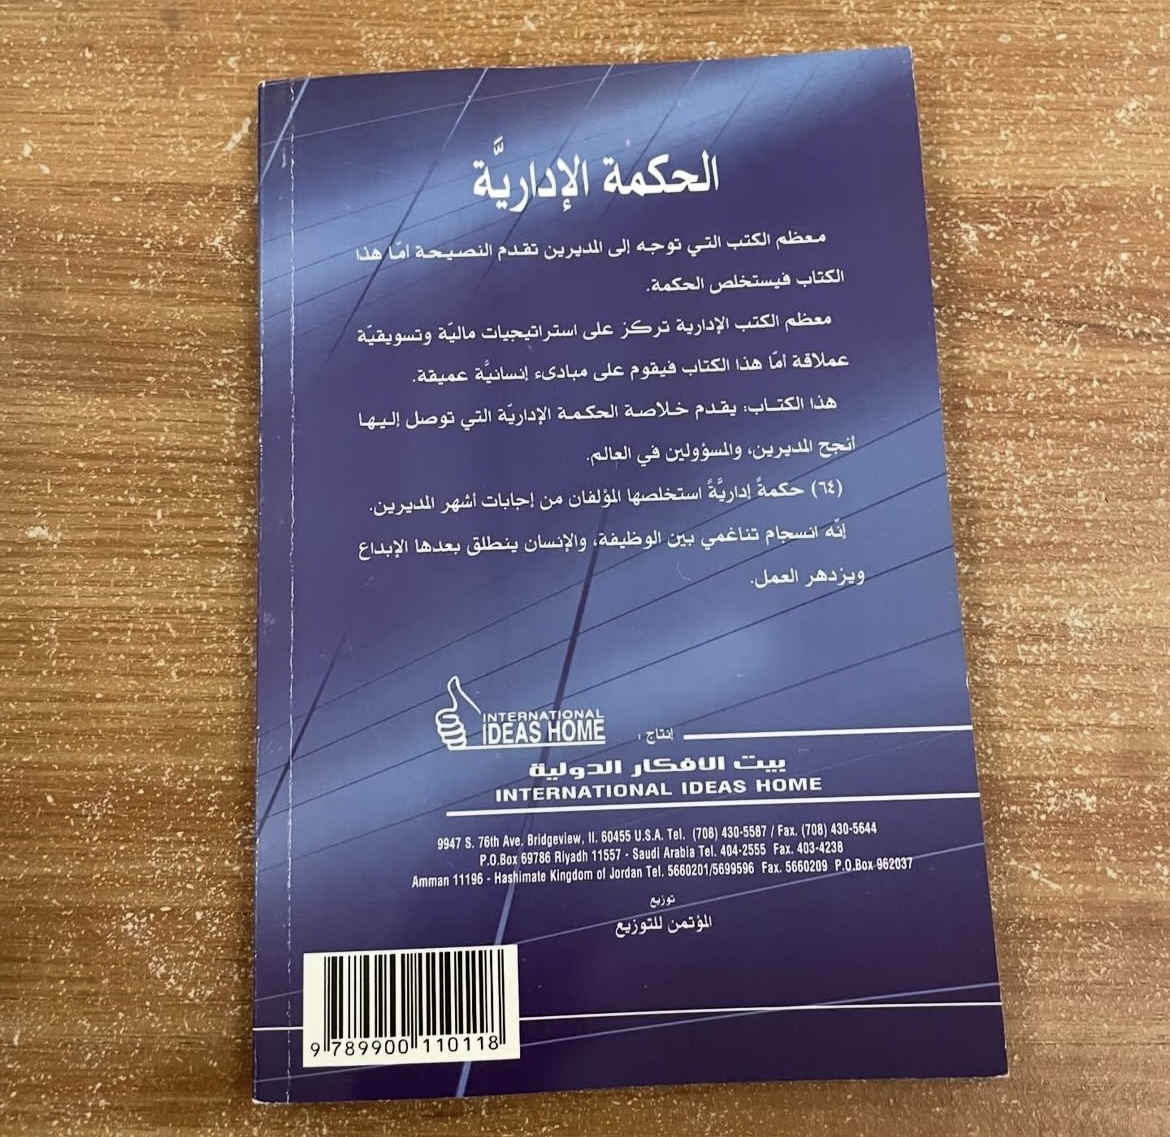 الحكمة الإداريَّة
معظم الكتب التي توجه إلى المديرين تقدم النصيحة امّا هذا
الكتاب فيستخلص الحكمة.
معظم الكتب الإدارية تركز على استراتيجيات ماليّة وتسويقيّة
عملاقة امّا هذا الكتاب فيقوم على مبادىء إنسانيَّة عميقة.
هذا الكتاب: يقدم خلاصة الحكمة الإداريّة التي توصل إليها
انجح المديرين، والمسؤولين في العالم.
(٦٤) حكمةً إداريَّةً استخلصها المؤلفان من إجابات أشهر المديرين.
إنّه انسجام تناغمي بين الوظيفة، والإنسان ينطلق بعدها الإبداع
ويزدهر العمل.
إنتاج :
INTERNATIONAL
IDEAS HOME
بيت الافكار الدولية
INTERNATIONAL IDEAS HOME
9947 S. 76th Ave. Bridgeview, Il. 60455 U.S.A. Tel. (708) 430-5587 / Fax. (708) 430-5644
P.O.Box 69786 Riyadh 11557 - Saudi Arabia Tel. 404-2555 Fax. 403-4238
Amman 11196 - Hashimate Kingdom of Jordan Tel. 5660201/5699596 Fax. 5660209 P.O.Box 962037
توزيع
المؤتمن للتوزيع
9 789900 110118